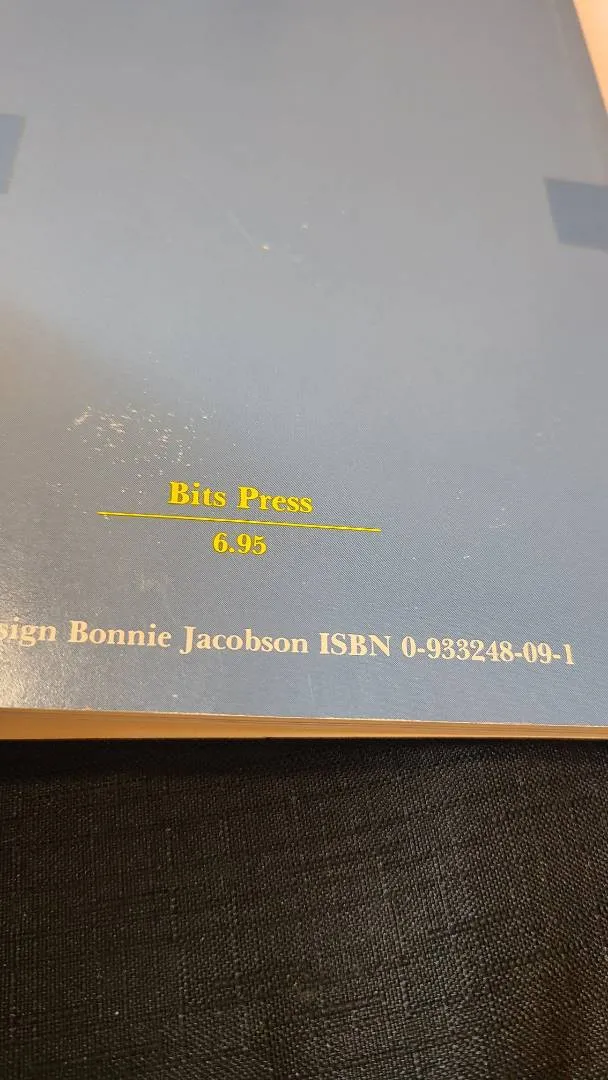 Bits Press
6.95
sign Bonnie Jacobson ISBN 0-933248-09-1